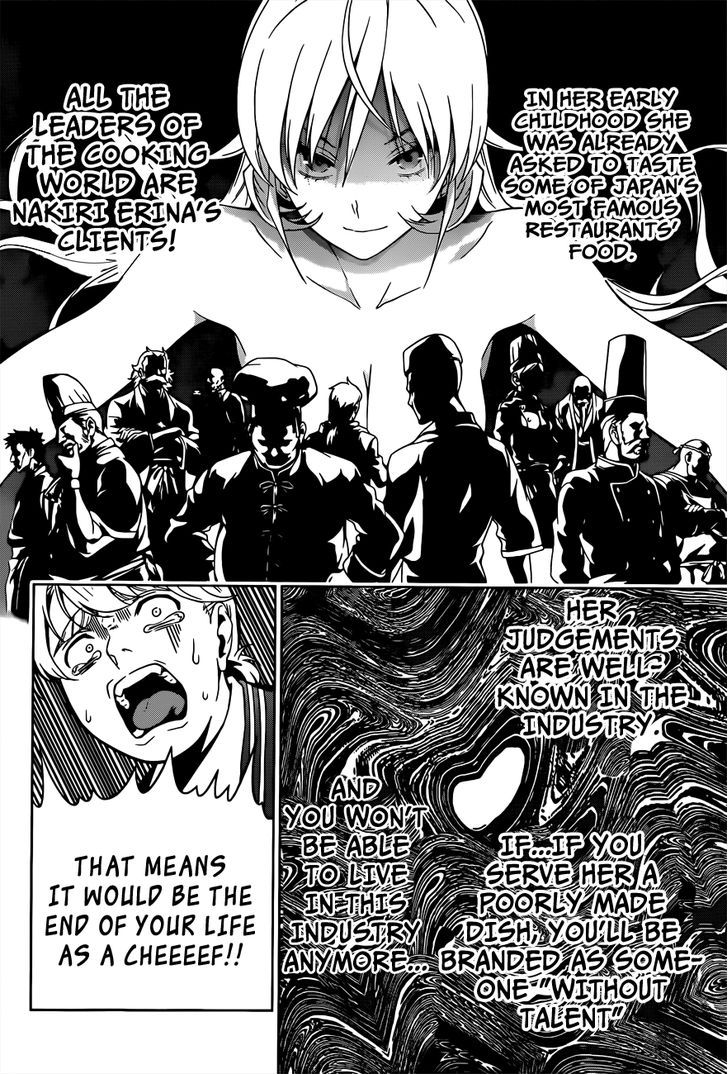 IN HER EARLY
CHILDHOOD SHE
WAS ALREADY
ASKED TO TASTE
SOME OF JAPAN'S
MOST FAMOUS
RESTAURANTS'
FOOD.
ALL THE
LEADERS OF
THE COOKING
WORLD ARE
NAKIRI ERINA'S
CLIENTS!
HER
JUDGEMENTS
ARE WELL-
KNOWN IN THE
INDUSTRY.
IF...IF YOU
SERVE HER A
POORLY MADE
DISH, YOU'LL BE
BRANDED AS SOME-
ONE "WITHOUT
TALENT"
AND
YOU WON'T
BE ABLE
TO LIVE
IN THIS
INDUSTRY
ANYMORE...
THAT MEANS
IT WOULD BE THE
END OF YOUR LIFE
AS A CHEEEEF!!